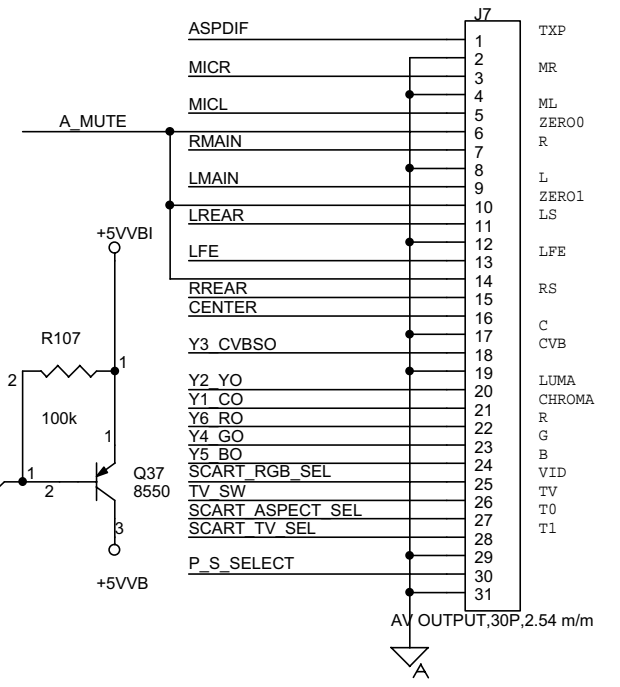 J7
ASPDIF 1 TXP
2
MICR 3 MR
4
MICL 5 ML
A_MUTE 6 ZERO0
RMAIN 7 R
8
LMAIN 9 L
10 ZERO1
LREAR 11 LS
+5VVBI 12
LFE 13 LFE
14
RREAR 15 RS
CENTER 16
R107 1 17 C
Y3_CVBSO 18 CVB
2 19
Y2_YO 20 LUMA
Y1_CO 21 CHROMA
100k Y6_RO 22 R
1 Y4_GO 23 G
Y5_BO 24 B
1 Q37 SCART_RGB_SEL 25 VID
2 8550 TV_SW 26 TV
SCART_ASPECT_SEL 27 T0
3 SCART_TV_SEL 28 T1
29
+5VVB P_S_SELECT 30
31
AV OUTPUT,30P,2.54 m/m
A